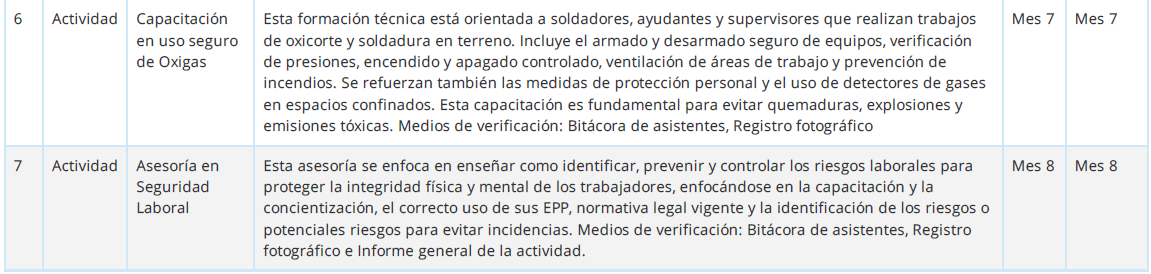 6 Actividad Capacitación Esta formación técnica está orientada a soldadores, ayudantes y supervisores que realizan trabajos Mes 7 Mes 7
en uso seguro de oxicorte y soldadura en terreno. Incluye el armado y desarmado seguro de equipos, verificación
de Oxigas de presiones, encendido y apagado controlado, ventilación de áreas de trabajo y prevención de
incendios. Se refuerzan también las medidas de protección personal y el uso de detectores de gases
en espacios confinados. Esta capacitación es fundamental para evitar quemaduras, explosiones y
emisiones tóxicas. Medios de verificación: Bitácora de asistentes, Registro fotográfico
7 Actividad Asesoría en Esta asesoría se enfoca en enseñar como identificar, prevenir y controlar los riesgos laborales para Mes 8 Mes 8
Seguridad proteger la integridad física y mental de los trabajadores, enfocándose en la capacitación y la
Laboral concientización, el correcto uso de sus EPP, normativa legal vigente y la identificación de los riesgos o
potenciales riesgos para evitar incidencias. Medios de verificación: Bitácora de asistentes, Registro
fotográfico e Informe general de la actividad.